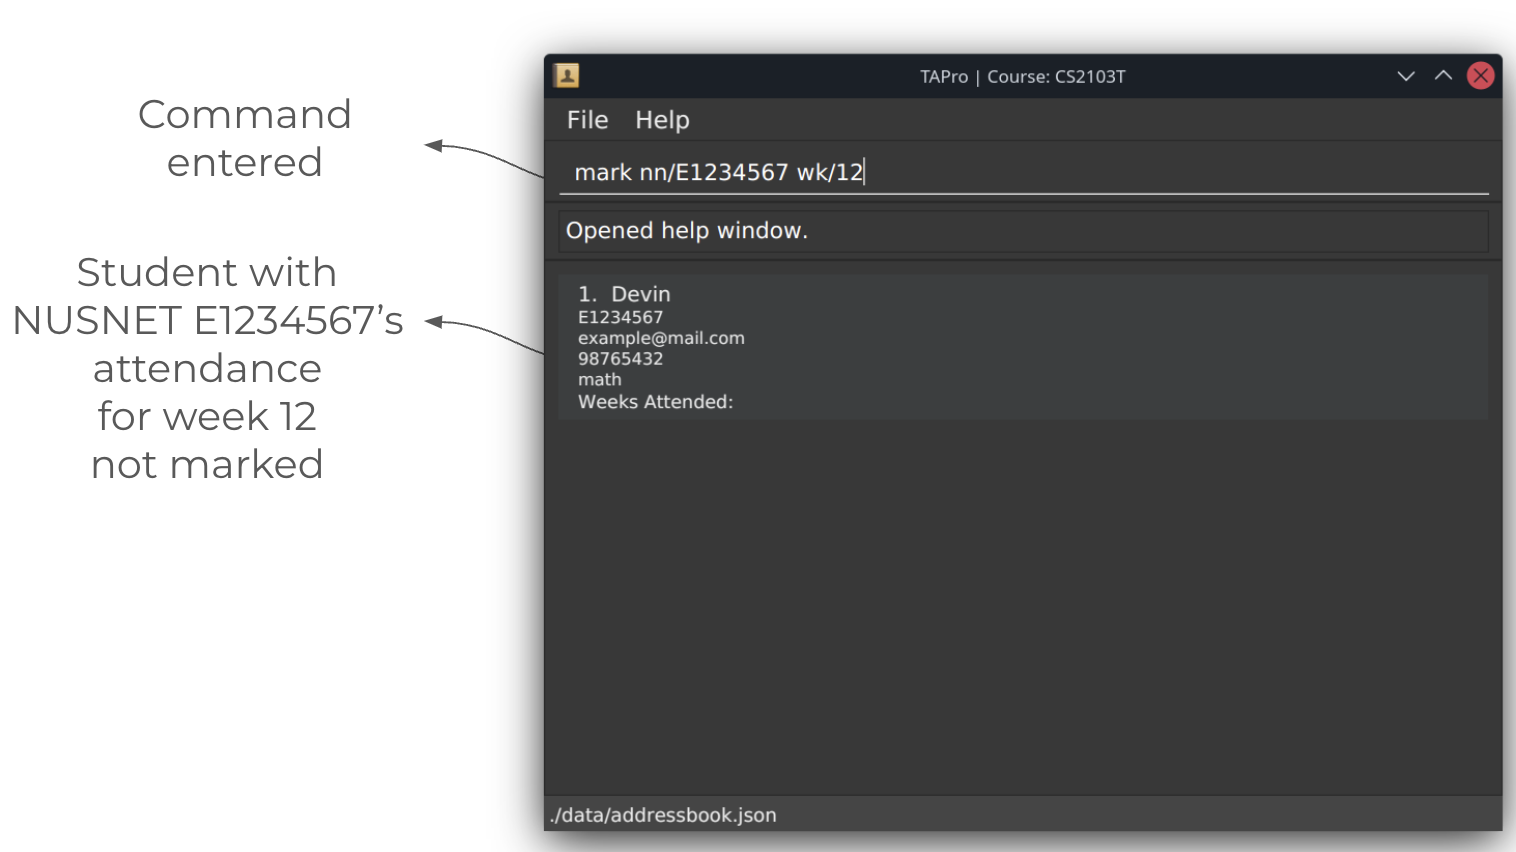 Command
entered
Student with
NUSNET E1234567’s
attendance
for week 12
not marked
TAPro | Course: CS2103T
File Help
mark nn/E1234567 wk/12
Opened help window.
1. Devin
E1234567
example@mail.com
98765432
math
Weeks Attended:
./data/addressbook.json